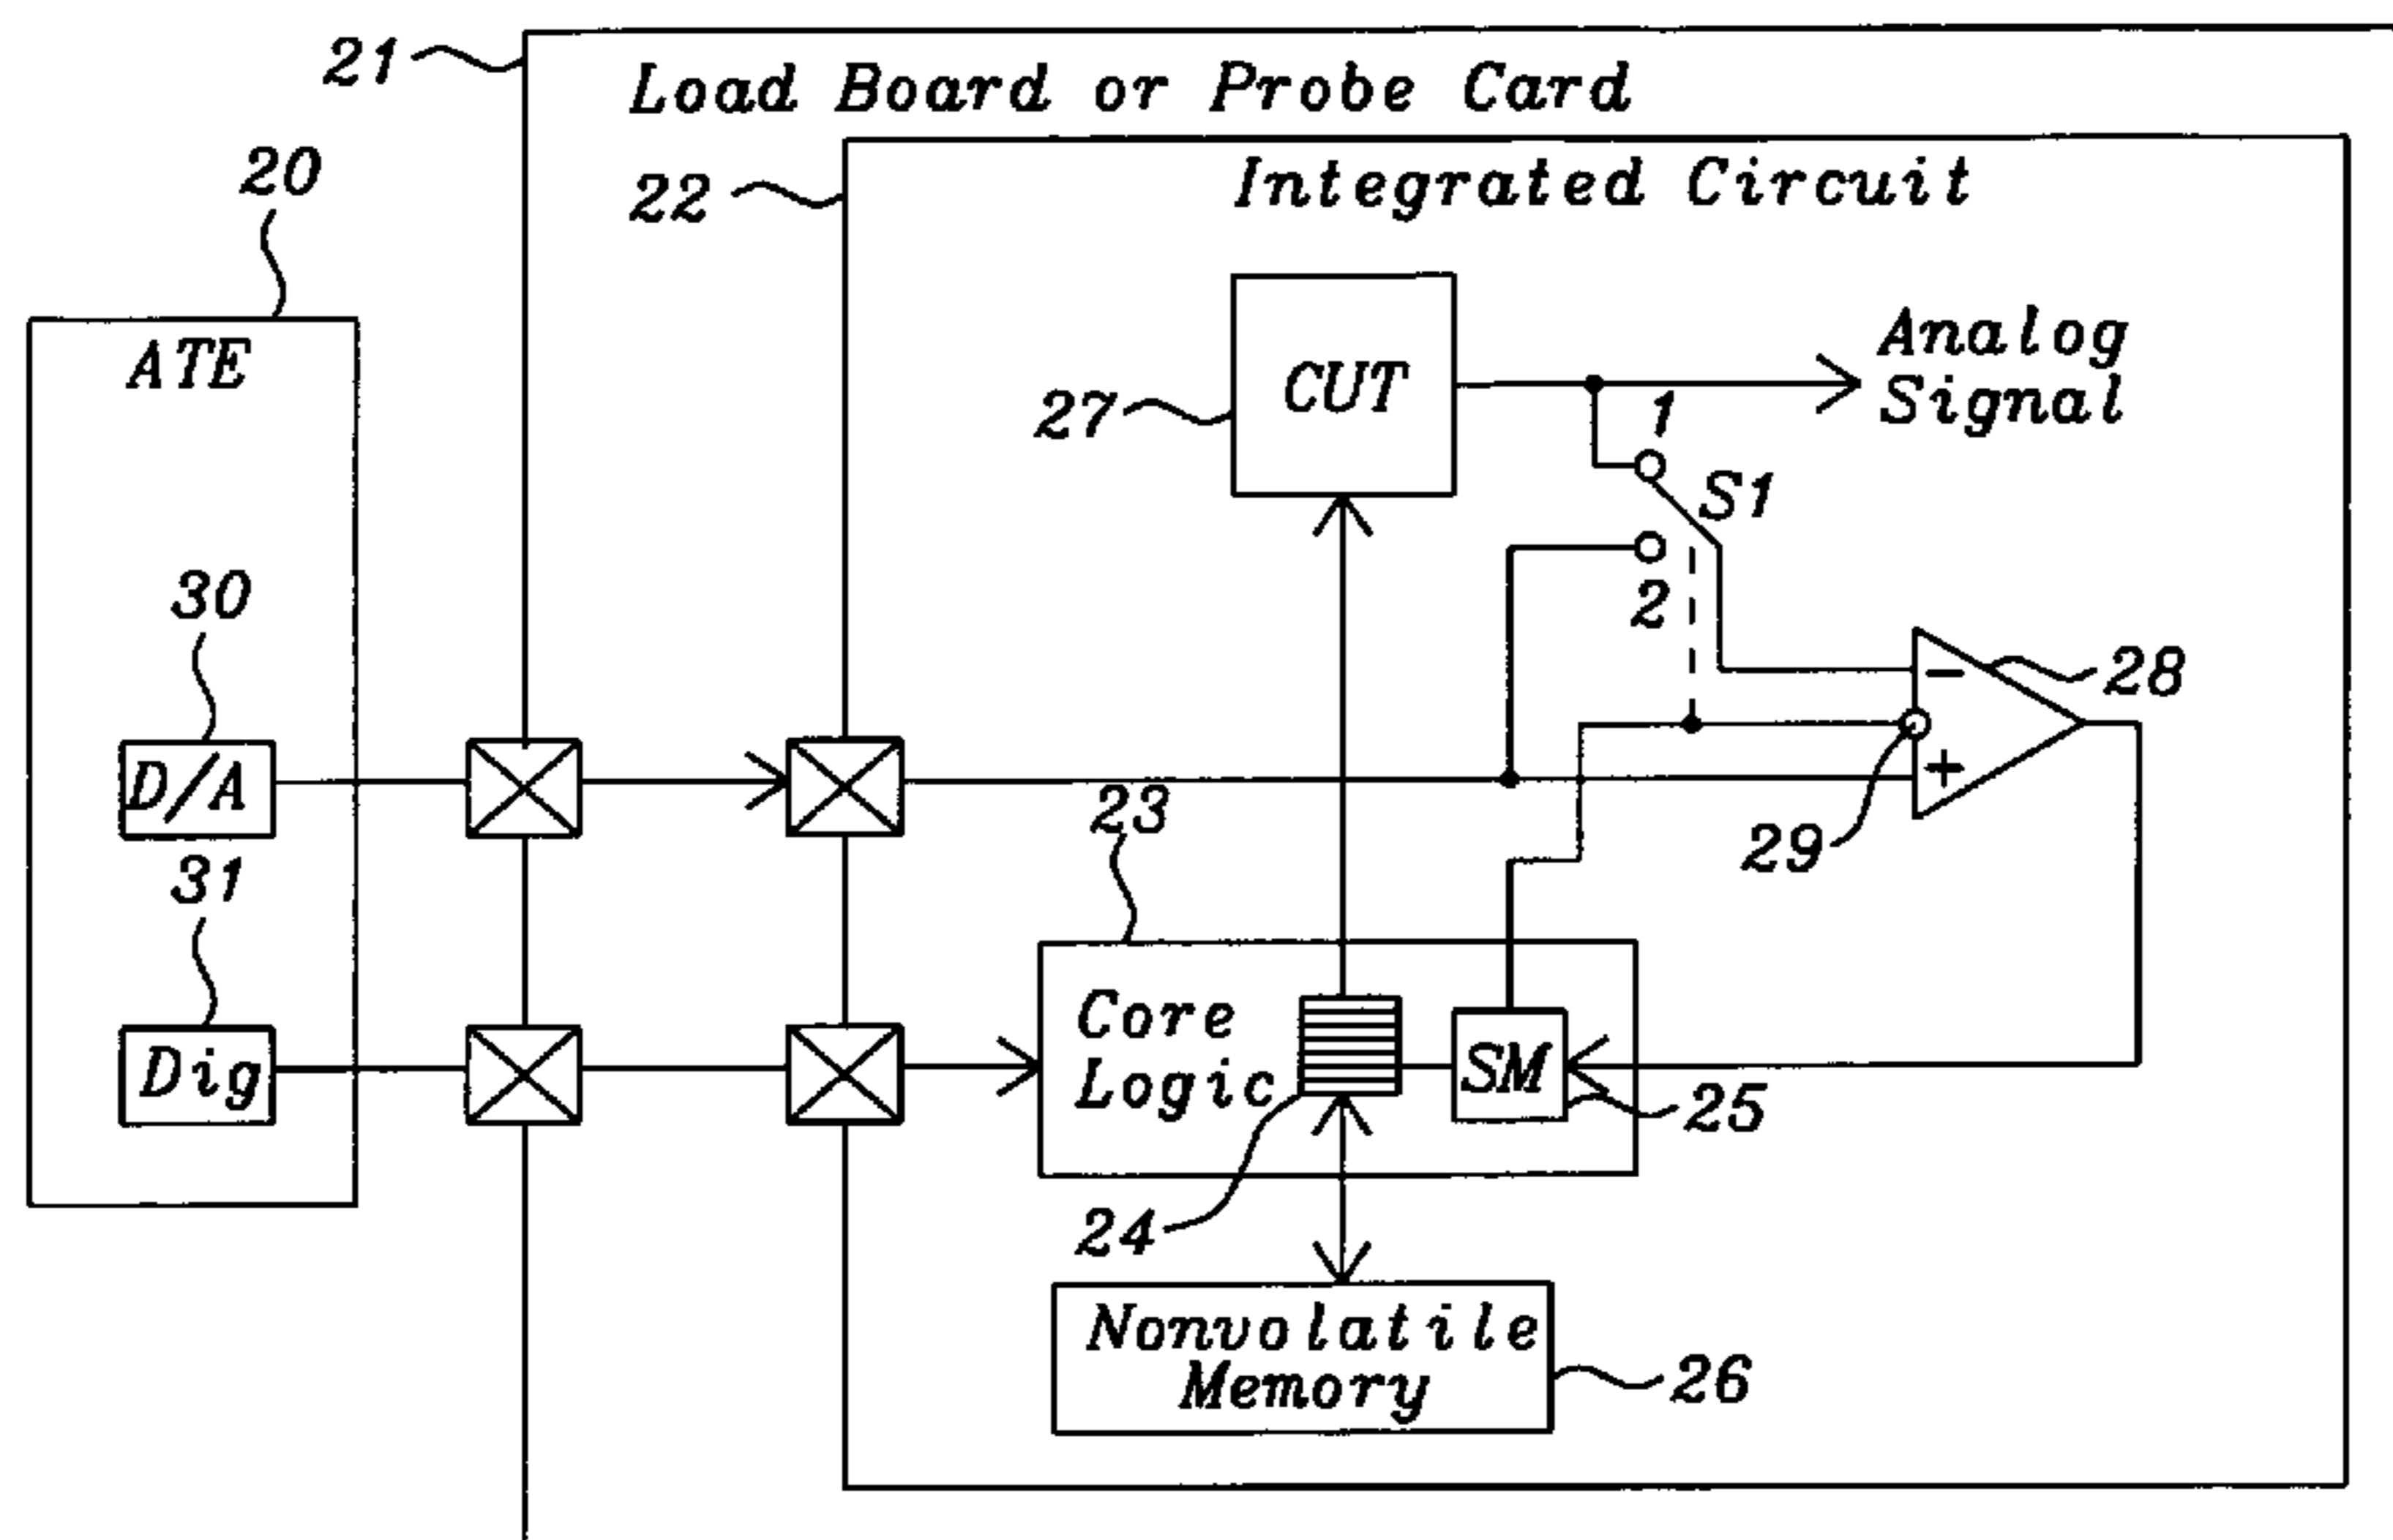 21
Load Board or Probe Card
20
22
Integrated Circuit
ATE
CUT
27
Analog
Signal
1
S1
2
30
D/A
28
29
23
31
Dig
Core
Logic
SM
25
24
Nonvolatile
Memory
26
−
+